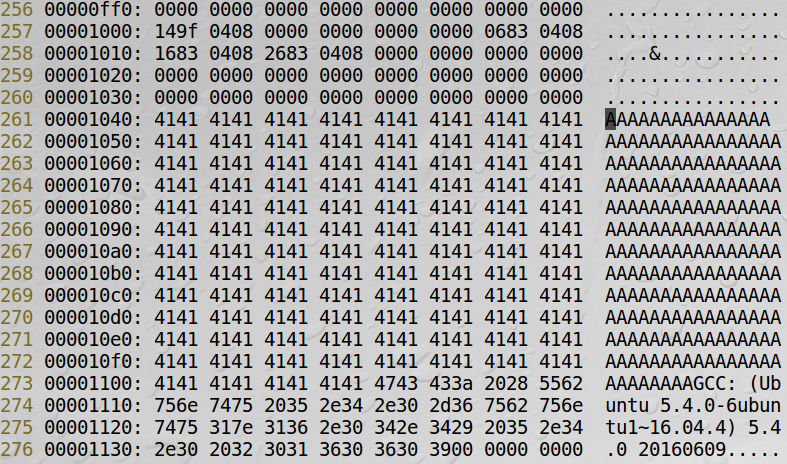 256 00000ff0: 0000 0000 0000 0000 0000 0000 0000 0000  ................
257 00001000: 149f 0408 0000 0000 0000 0000 0683 0408  ................
258 00001010: 1683 0408 2683 0408 0000 0000 0000 0000  ....&...........
259 00001020: 0000 0000 0000 0000 0000 0000 0000 0000  ................
260 00001030: 0000 0000 0000 0000 0000 0000 0000 0000  ................
261 00001040: 4141 4141 4141 4141 4141 4141 4141 4141  AAAAAAAAAAAAAAA
262 00001050: 4141 4141 4141 4141 4141 4141 4141 4141  AAAAAAAAAAAAAAAA
263 00001060: 4141 4141 4141 4141 4141 4141 4141 4141  AAAAAAAAAAAAAAAA
264 00001070: 4141 4141 4141 4141 4141 4141 4141 4141  AAAAAAAAAAAAAAAA
265 00001080: 4141 4141 4141 4141 4141 4141 4141 4141  AAAAAAAAAAAAAAAA
266 00001090: 4141 4141 4141 4141 4141 4141 4141 4141  AAAAAAAAAAAAAAAA
267 000010a0: 4141 4141 4141 4141 4141 4141 4141 4141  AAAAAAAAAAAAAAAA
268 000010b0: 4141 4141 4141 4141 4141 4141 4141 4141  AAAAAAAAAAAAAAAA
269 000010c0: 4141 4141 4141 4141 4141 4141 4141 4141  AAAAAAAAAAAAAAAA
270 000010d0: 4141 4141 4141 4141 4141 4141 4141 4141  AAAAAAAAAAAAAAAA
271 000010e0: 4141 4141 4141 4141 4141 4141 4141 4141  AAAAAAAAAAAAAAAA
272 000010f0: 4141 4141 4141 4141 4141 4141 4141 4141  AAAAAAAAAAAAAAAA
273 00001100: 4141 4141 4141 4141 4743 433a 2028 5562  AAAAAAAAGCC: (Ub
274 00001110: 756e 7475 2035 2e34 2e30 2d36 7562 756e  untu 5.4.0-6ubun
275 00001120: 7475 317e 3136 2e30 342e 3429 2035 2e34  tu1~16.04.4) 5.4
276 00001130: 2e30 2032 3031 3630 3630 3900 0000 0000  .0 20160609.....